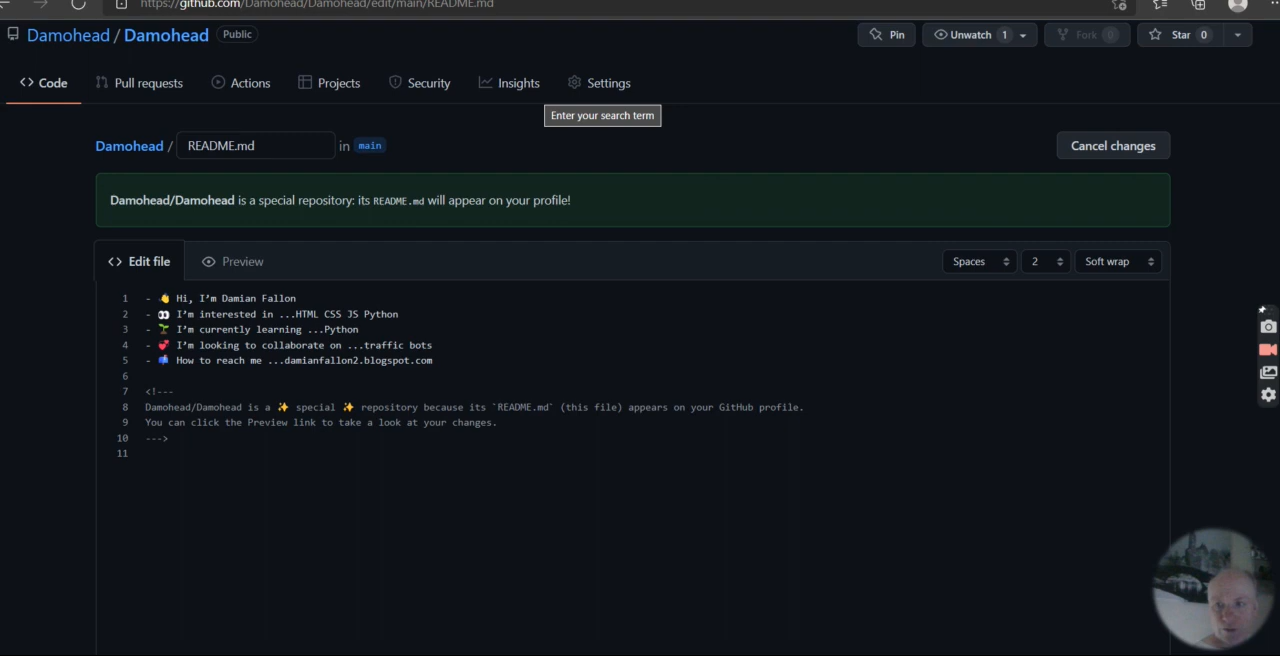 https://github.com/Damohead/Damohead/edit/main/README.md
Damohead / Damohead Public
Pin
Unwatch 1
Fork 0
Star 0
<> Code
Pull requests
Actions
Projects
Security
Insights
Settings
Enter your search term
Damohead / README.md in main
Cancel changes
Damohead/Damohead is a special repository: its README.md will appear on your profile!
<> Edit file
Preview
Spaces
2
Soft wrap
1 - 👋 Hi, I’m Damian Fallon
2 - 👀 I’m interested in ...HTML CSS JS Python
3 - 🌱 I’m currently learning ...Python
4 - 💞️ I’m looking to collaborate on ...traffic bots
5 - 📫 How to reach me ...damianfallon2.blogspot.com
6
7 <!---
8 Damohead/Damohead is a ✨ special ✨ repository because its `README.md` (this file) appears on your GitHub profile.
9 You can click the Preview link to take a look at your changes.
10 --->
11